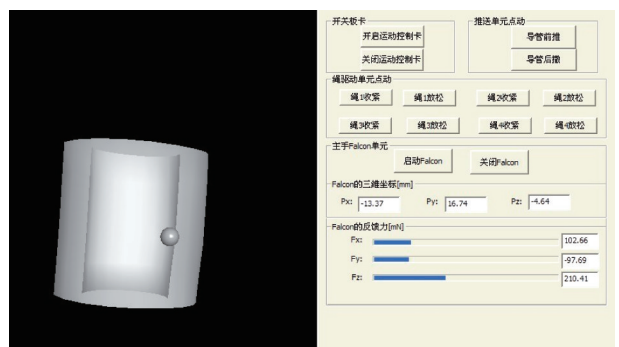 开关板卡
开启运动控制卡
关闭运动控制卡
推送单元点动
导管前推
导管后撤
绳驱动单元点动
绳1收紧 绳1放松 绳2收紧 绳2放松
绳3收紧 绳3放松 绳4收紧 绳4放松
主手Falcon单元
启动Falcon 关闭Falcon
Falcon的三维坐标[mm]
Px: -13.37 Py: 16.74 Pz: -4.64
Falcon的反馈力[mN]
Fx: 102.66
Fy: -97.69
Fz: 210.41